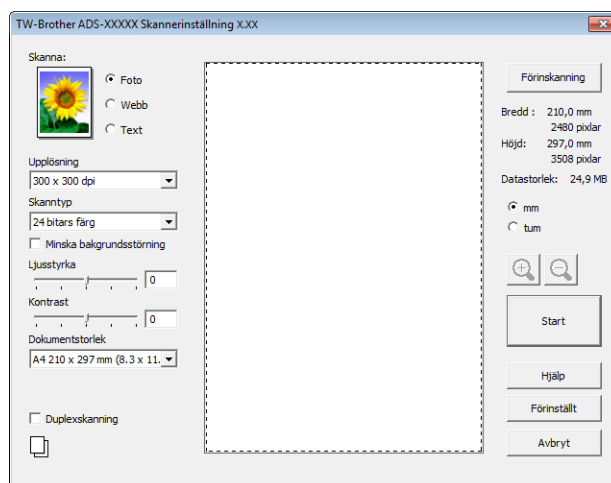 TW-Brother ADS-XXXXX Skannerinställning X.XX
Skanna:
Foto
Webb
Text
Upplösning
300 x 300 dpi
Skanntyp
24 bitars färg
Minska bakgrundsstörning
Ljusstyrka
0
Kontrast
0
Dokumentstorlek
A4 210 x 297 mm (8.3 x 11.
Duplexskanning
Förinskanning
Bredd : 210,0 mm
2480 pixlar
Höjd: 297,0 mm
3508 pixlar
Datastorlek: 24,9 MB
mm
tum
Start
Hjälp
Förinställt
Avbryt